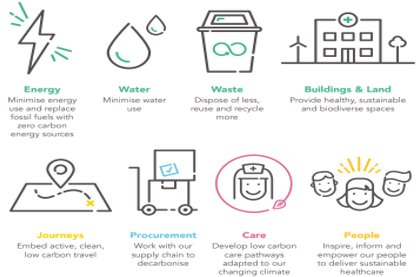 Energy
Minimise energy
use and replace
fossil fuels with
zero carbon
energy sources
Water
Minimise water
use
Waste
Dispose of less,
reuse and recycle
more
Buildings & Land
Provide healthy, sustainable
and biodiverse spaces
Journeys
Embed active, clean,
low carbon travel
Procurement
Work with our
supply chain to
decarbonise
Care
Develop low carbon
care pathways
adapted to our
changing climate
People
Inspire, inform and
empower our people
to deliver sustainable
healthcare